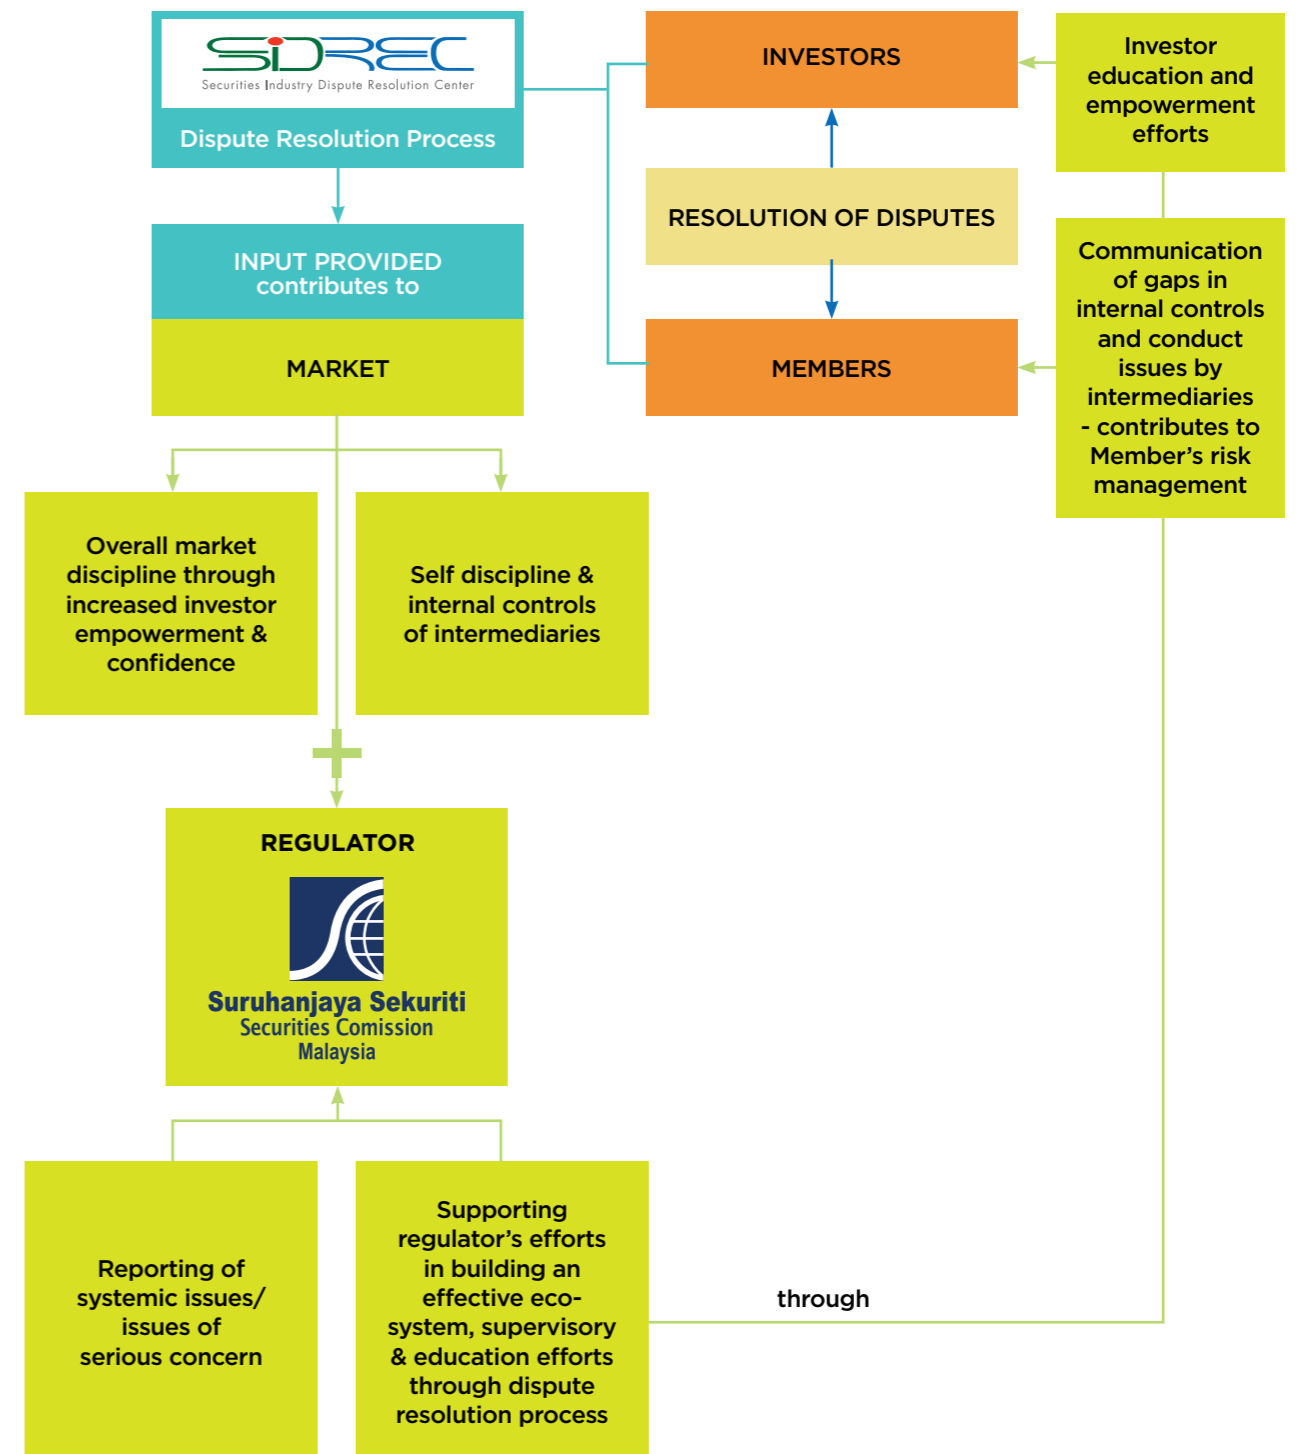 SIDREC
Securities Industry Dispute Resolution Center
Dispute Resolution Process
INPUT PROVIDED
contributes to
MARKET
INVESTORS
RESOLUTION OF DISPUTES
MEMBERS
Investor
education and
empowerment
efforts
Communication
of gaps in
internal controls
and conduct
issues by
intermediaries
- contributes to
Member’s risk
management
Overall market
discipline through
increased investor
empowerment &
confidence
Self discipline &
internal controls
of intermediaries
REGULATOR
Suruhanjaya Sekuriti
Securities Comission
Malaysia
Reporting of
systemic issues/
issues of
serious concern
Supporting
regulator’s efforts
in building an
effective eco-
system, supervisory
& education efforts
through dispute
resolution process
through